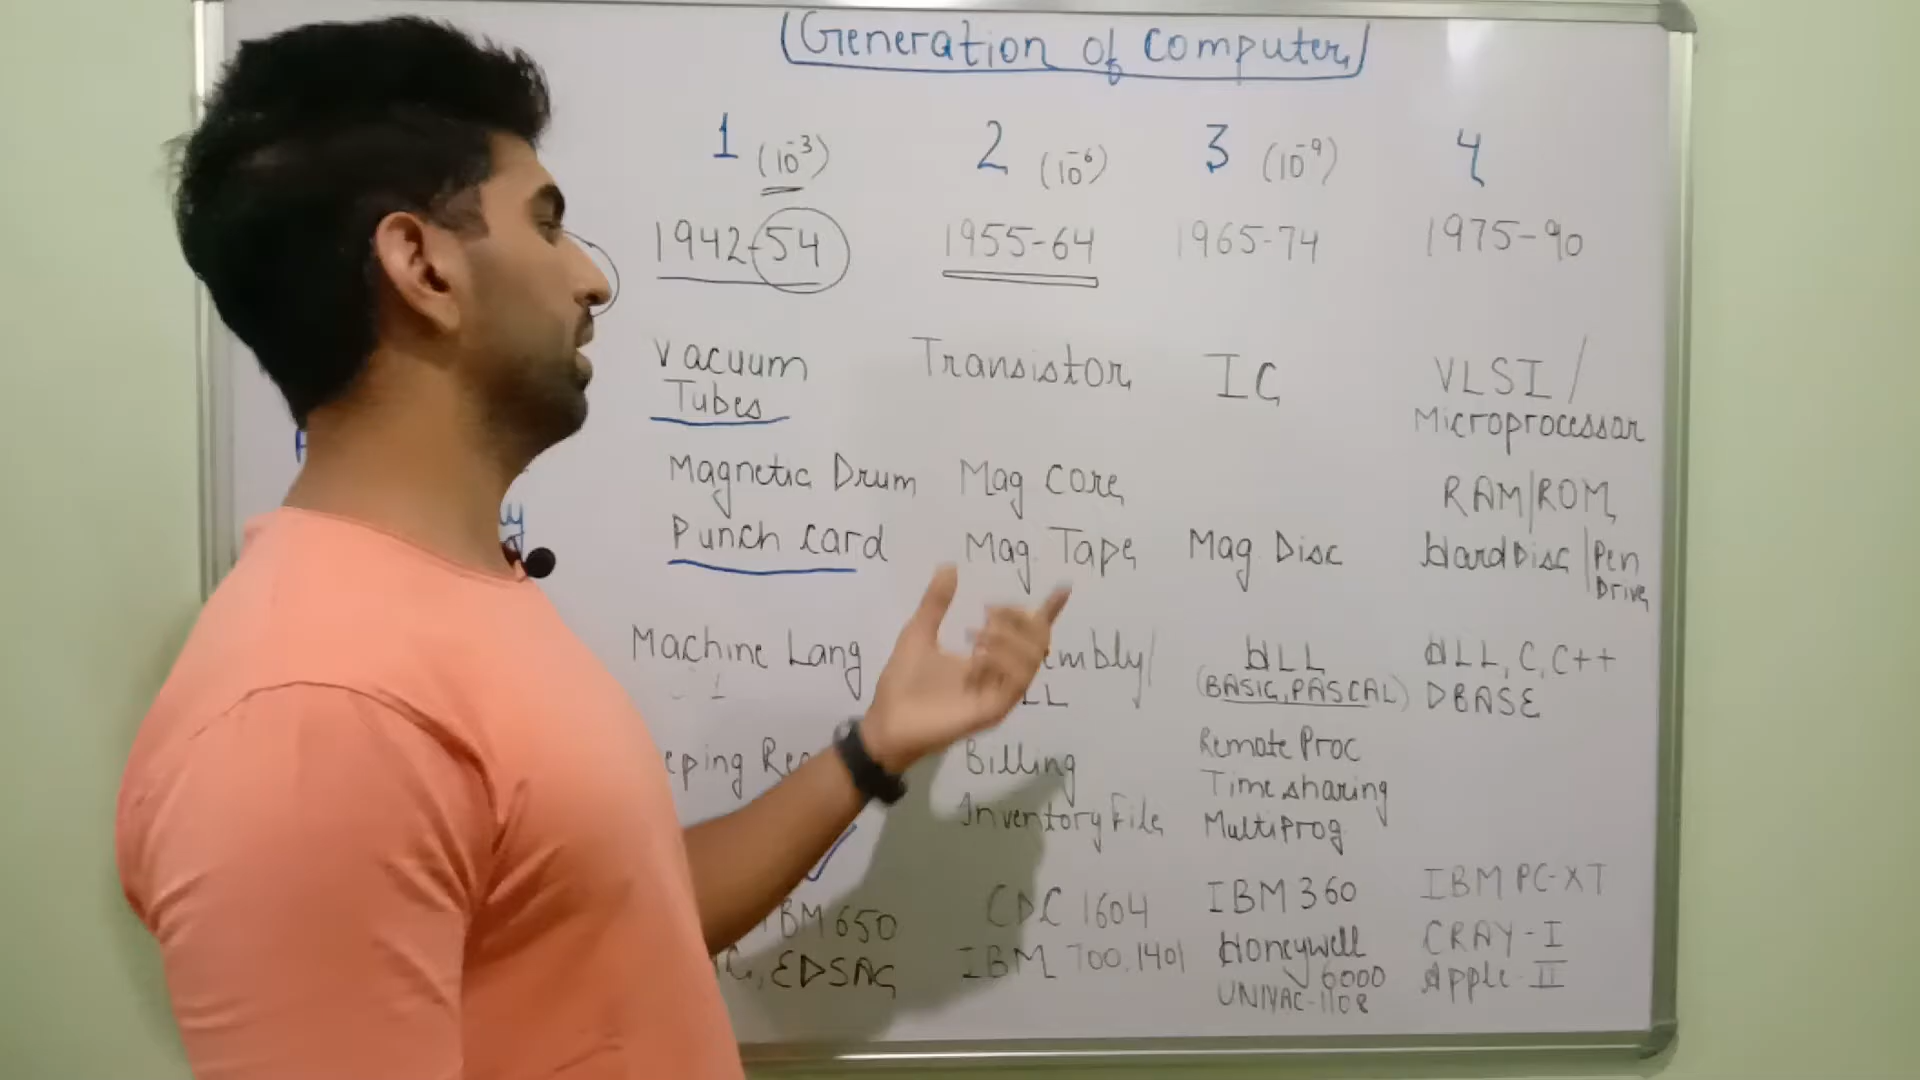 Generation of computer
1 (10⁻³) 2 (10⁻⁶) 3 (10⁻⁹) 4
1942-54 1955-64 1965-74 1975-90
Vacuum Tubes Transistor IC VLSI/
Microprocessor
Magnetic Drum Mag Core RAM/ROM
Punch card Mag Tape Mag Disc Hard Disc/Pen Drive
Machine Lang HLL HLL, C, C++
(BASIC, PASCAL) DBASE
Billing Remote Proc
Inventory File Time sharing
Multiprog
650 CDC 1604 IBM 360 IBM PC-XT
EDSAC IBM 700, 1401 Honeywell 6000 CRAY-I
UNIVAC-1108 Apple-II